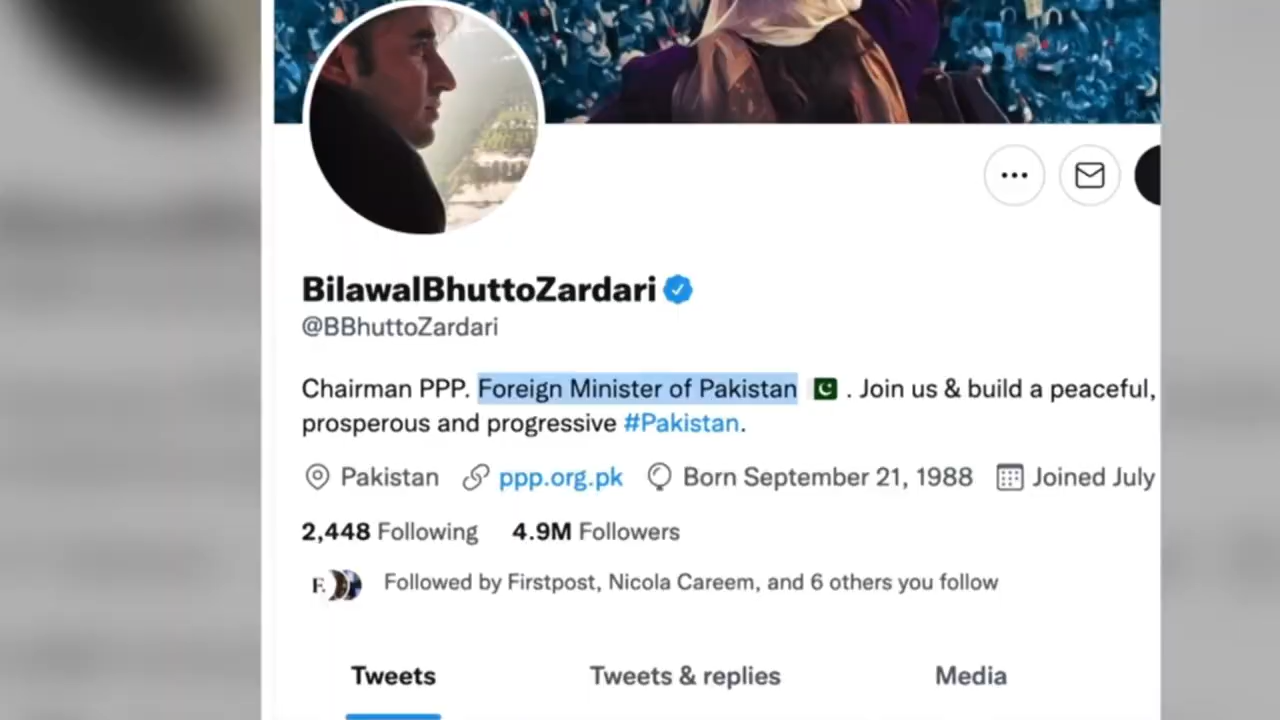 BilawalBhuttoZardari
@BBhuttoZardari
Chairman PPP. Foreign Minister of Pakistan 🇵🇰 . Join us & build a peaceful,
prosperous and progressive #Pakistan.
Pakistan ppp.org.pk Born September 21, 1988 Joined July
2,448 Following 4.9M Followers
F. Followed by Firstpost, Nicola Careem, and 6 others you follow
Tweets Tweets & replies Media